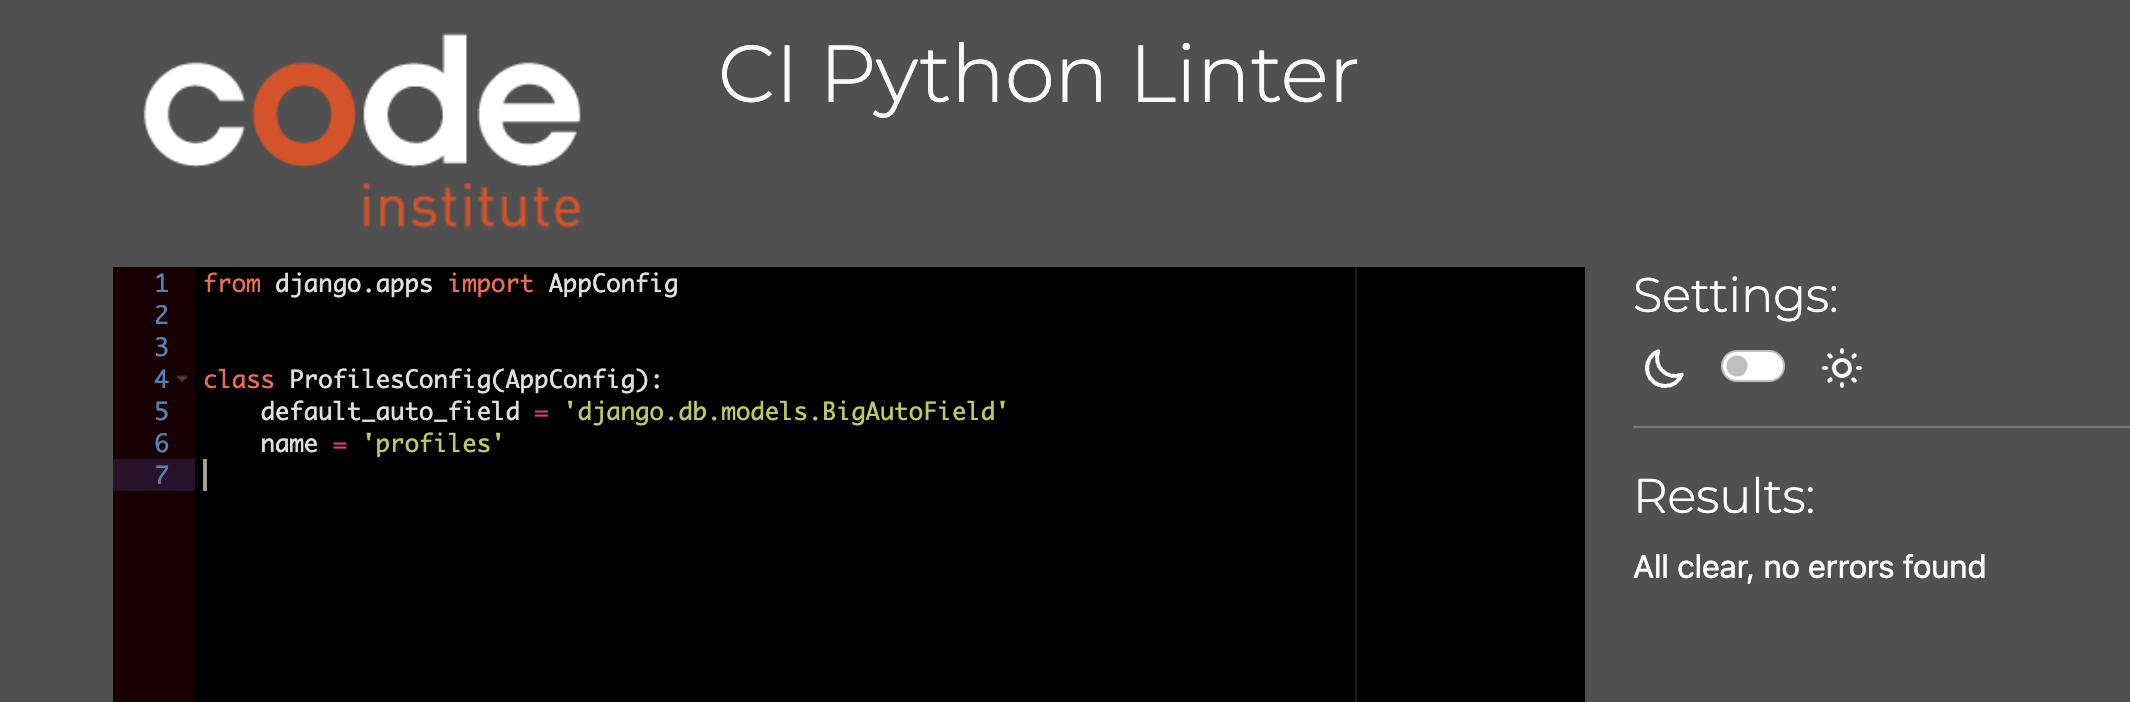 code
institute
CI Python Linter
1 from django.apps import AppConfig
2
3
4 class ProfilesConfig(AppConfig):
5     default_auto_field = 'django.db.models.BigAutoField'
6     name = 'profiles'
7
Settings:
Results:
All clear, no errors found